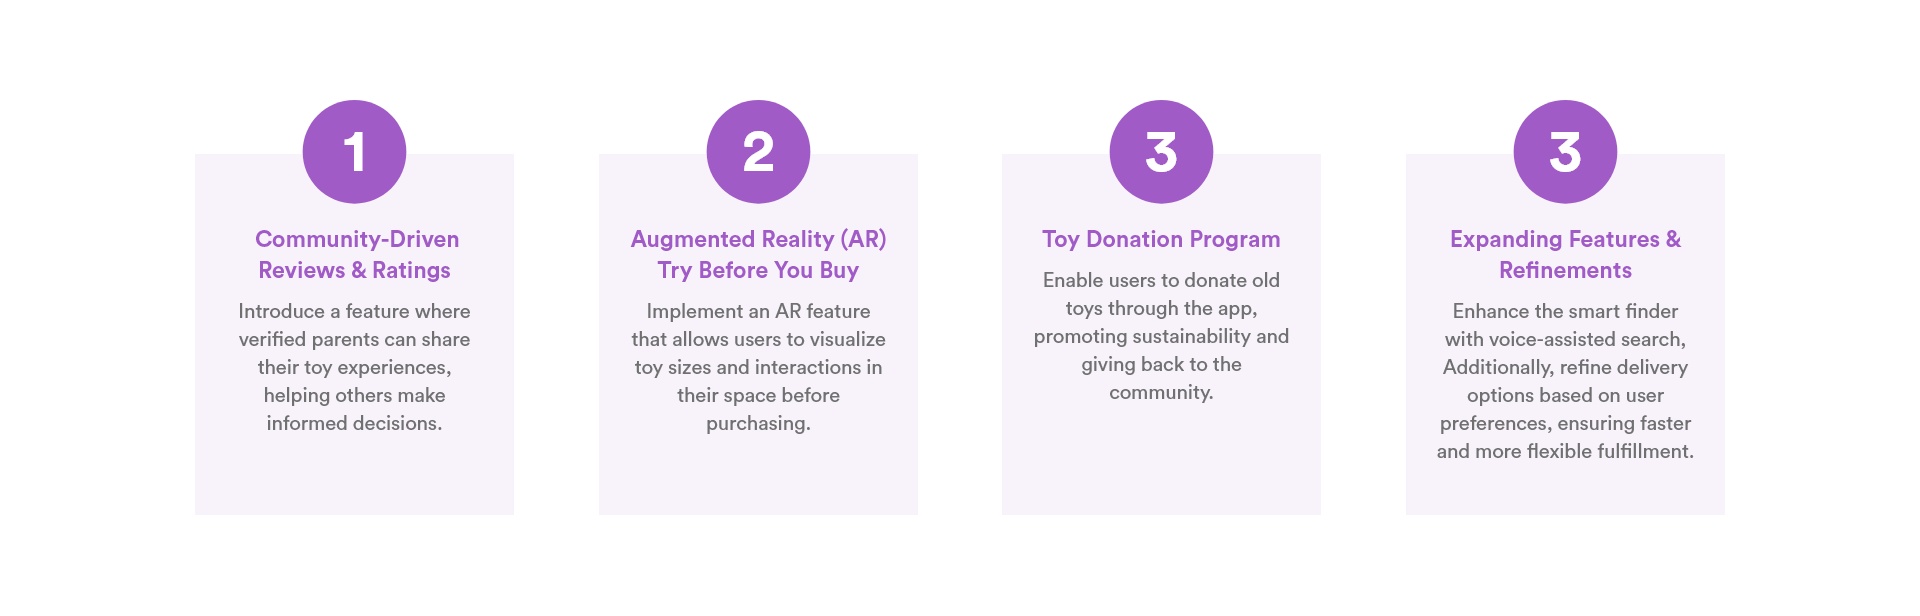 1
Community-Driven
Reviews & Ratings
Introduce a feature where
verified parents can share
their toy experiences,
helping others make
informed decisions.
2
Augmented Reality (AR)
Try Before You Buy
Implement an AR feature
that allows users to visualize
toy sizes and interactions in
their space before
purchasing.
3
Toy Donation Program
Enable users to donate old
toys through the app,
promoting sustainability and
giving back to the
community.
3
Expanding Features &
Refinements
Enhance the smart finder
with voice-assisted search,
Additionally, refine delivery
options based on user
preferences, ensuring faster
and more flexible fulfillment.